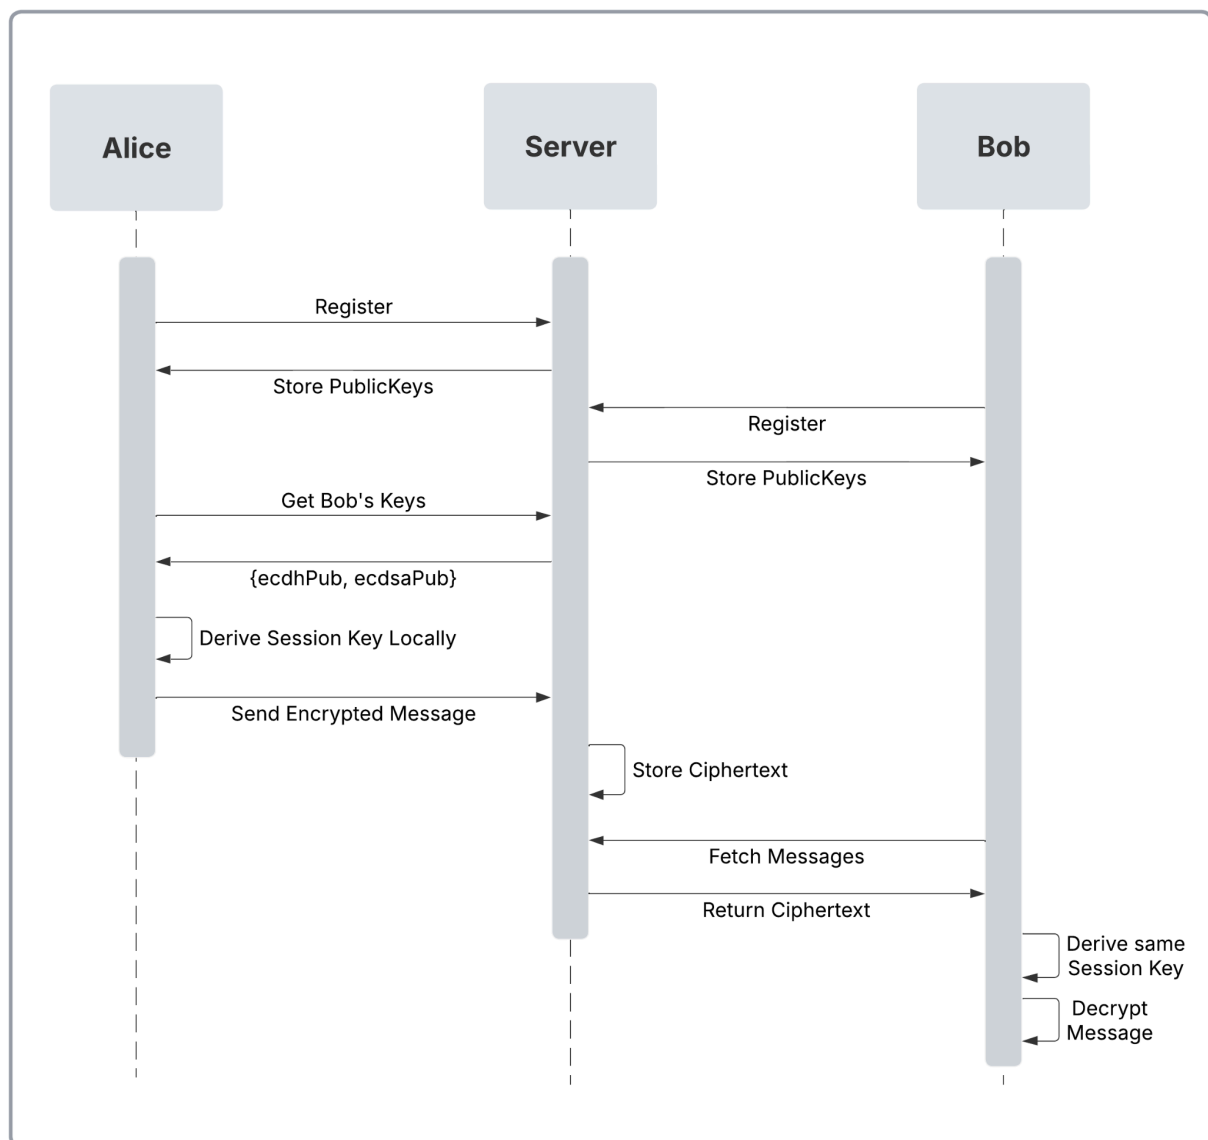 Alice
Server
Bob
Register
Store PublicKeys
Register
Store PublicKeys
Get Bob's Keys
{ecdhPub, ecdsaPub}
Derive Session Key Locally
Send Encrypted Message
Store Ciphertext
Fetch Messages
Return Ciphertext
Derive same
Session Key
Decrypt
Message